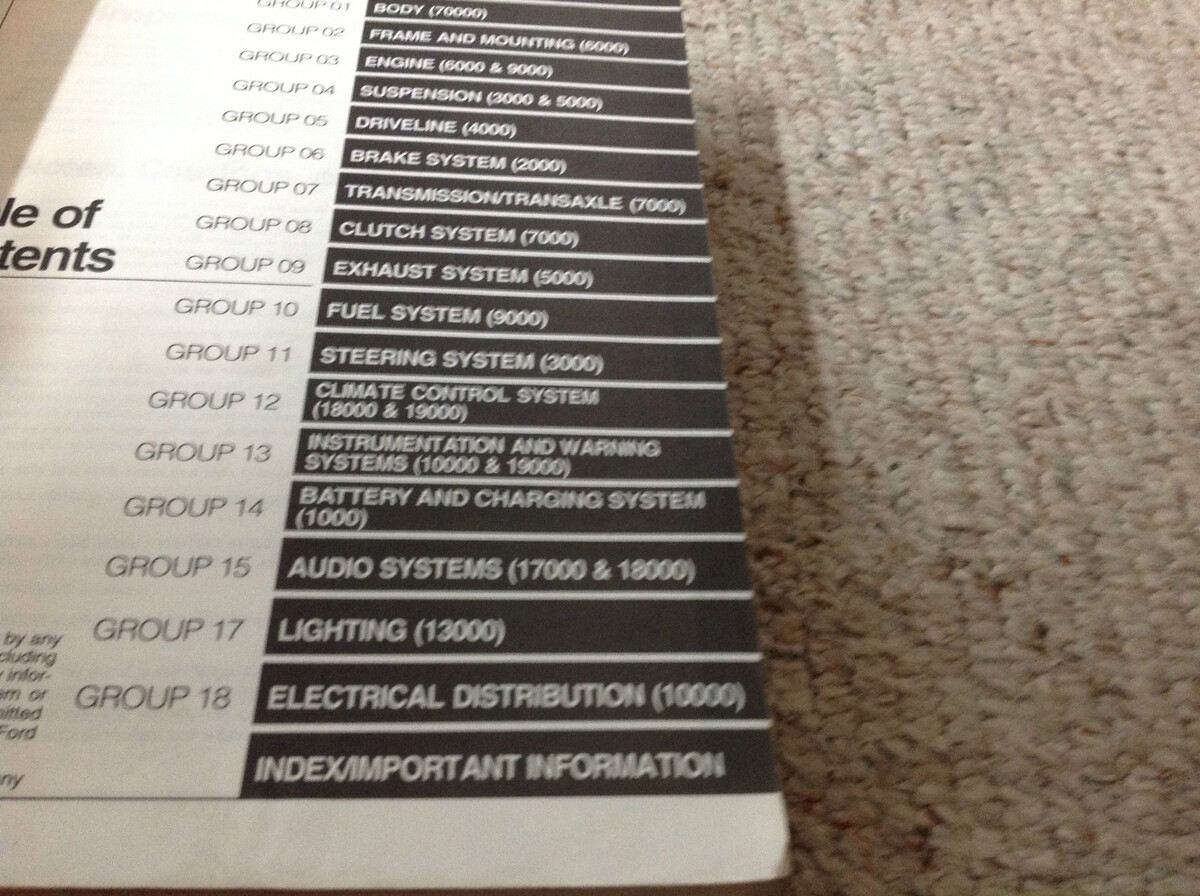 GROUP 01 BODY (70000)
GROUP 02 FRAME AND MOUNTING (5000)
GROUP 03 ENGINE (6000 & 9000)
GROUP 04 SUSPENSION (3000 & 5000)
GROUP 05 DRIVELINE (4000)
GROUP 06 BRAKE SYSTEM (2000)
GROUP 07 TRANSMISSION/TRANSAXLE (7000)
le of
GROUP 08 CLUTCH SYSTEM (7000)
tents
GROUP 09 EXHAUST SYSTEM (5000)
GROUP 10 FUEL SYSTEM (9000)
GROUP 11 STEERING SYSTEM (3000)
GROUP 12 CLIMATE CONTROL SYSTEM
(18000 & 19000)
GROUP 13 INSTRUMENTATION AND WARNING
SYSTEMS (10000 & 19000)
GROUP 14 BATTERY AND CHARGING SYSTEM
(1000)
GROUP 15 AUDIO SYSTEMS (17000 & 18000)
GROUP 17 LIGHTING (13000)
GROUP 18 ELECTRICAL DISTRIBUTION (10000)
INDEX/IMPORTANT INFORMATION
by any
cluding
infor-
em or
nitted
Ford
ny